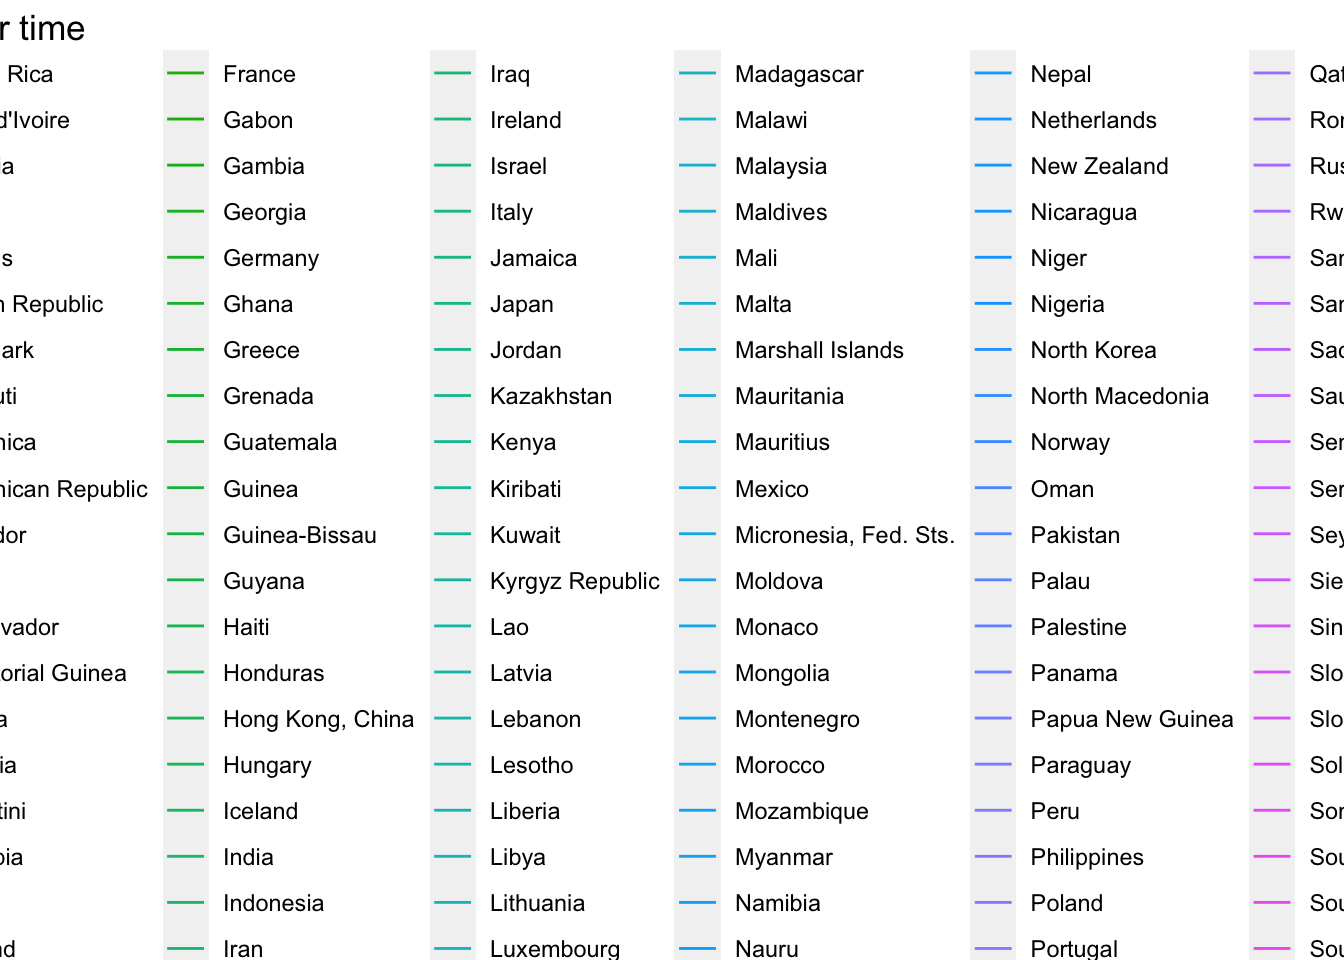 r time
Rica
d'Ivoire
ia
s
n Republic
ark
uti
nica
nican Republic
dor
vador
orial Guinea
a
ia
tini
bia
nd
France
Gabon
Gambia
Georgia
Germany
Ghana
Greece
Grenada
Guatemala
Guinea
Guinea-Bissau
Guyana
Haiti
Honduras
Hong Kong, China
Hungary
Iceland
India
Indonesia
Iran
Iraq
Ireland
Israel
Italy
Jamaica
Japan
Jordan
Kazakhstan
Kenya
Kiribati
Kuwait
Kyrgyz Republic
Lao
Latvia
Lebanon
Lesotho
Liberia
Libya
Lithuania
Luxembourg
Madagascar
Malawi
Malaysia
Maldives
Mali
Malta
Marshall Islands
Mauritania
Mauritius
Mexico
Micronesia, Fed. Sts.
Moldova
Monaco
Mongolia
Montenegro
Morocco
Mozambique
Myanmar
Namibia
Nauru
Nepal
Netherlands
New Zealand
Nicaragua
Niger
Nigeria
North Korea
North Macedonia
Norway
Oman
Pakistan
Palau
Palestine
Panama
Papua New Guinea
Paraguay
Peru
Philippines
Poland
Portugal
Qat
Ror
Rus
Rw
Sar
Sar
Sao
Sau
Ser
Ser
Sey
Sie
Sin
Slo
Slo
Sol
Sor
Sou
Sou
Sou